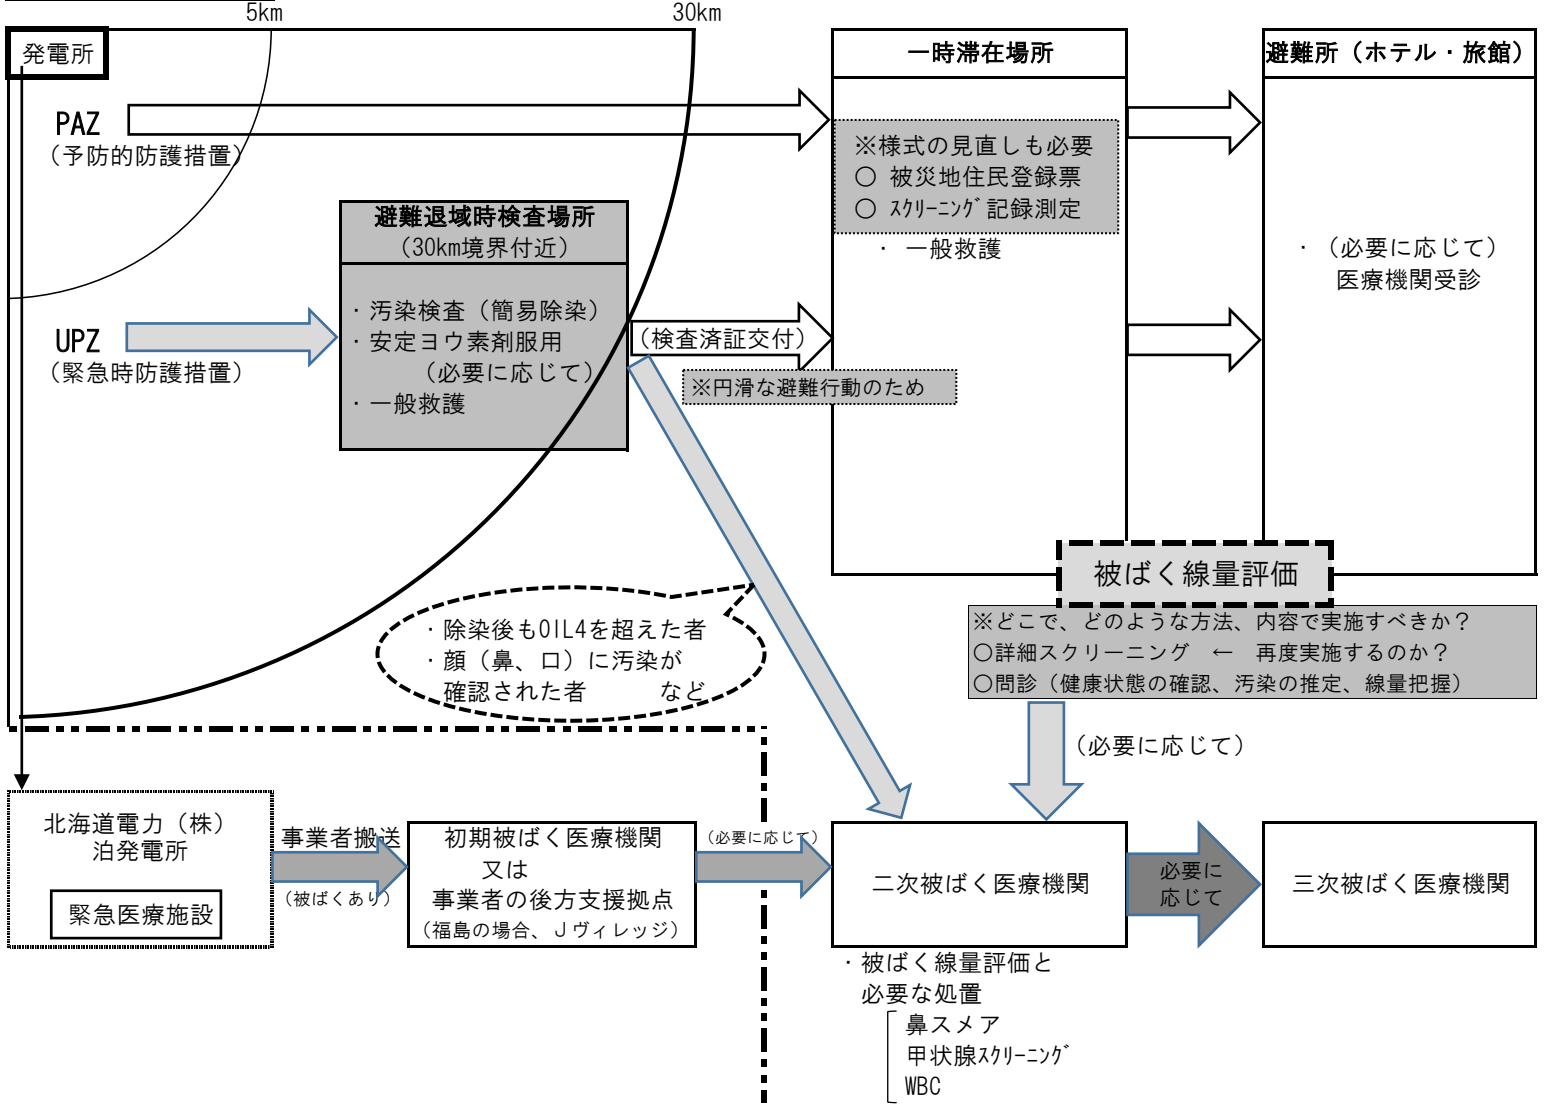 5km
30km
発電所
一時滞在場所
避難所（ホテル・旅館）
PAZ
（予防的防護措置）
※様式の見直しも必要
○ 被災地住民登録票
○ ｽｸﾘｰﾆﾝｸﾞ記録測定
・ 一般救護
・ （必要に応じて）
医療機関受診
避難退域時検査場所
（30km境界付近）
・汚染検査（簡易除染）
・安定ヨウ素剤服用
（必要に応じて）
・一般救護
UPZ
（緊急時防護措置）
（検査済証交付）
※円滑な避難行動のため
被ばく線量評価
※どこで、どのような方法、内容で実施すべきか？
○詳細スクリーニング ← 再度実施するのか？
○問診（健康状態の確認、汚染の推定、線量把握）
・除染後もOIL4を超えた者
・顔（鼻、口）に汚染が
確認された者 など
（必要に応じて）
北海道電力（株）
泊発電所
緊急医療施設
事業者搬送
（被ばくあり）
初期被ばく医療機関
又は
事業者の後方支援拠点
（福島の場合、Ｊヴィレッジ）
（必要に応じて）
二次被ばく医療機関
必要に
応じて
三次被ばく医療機関
・被ばく線量評価と
必要な処置
鼻スメア
甲状腺ｽｸﾘｰﾆﾝｸﾞ
WBC